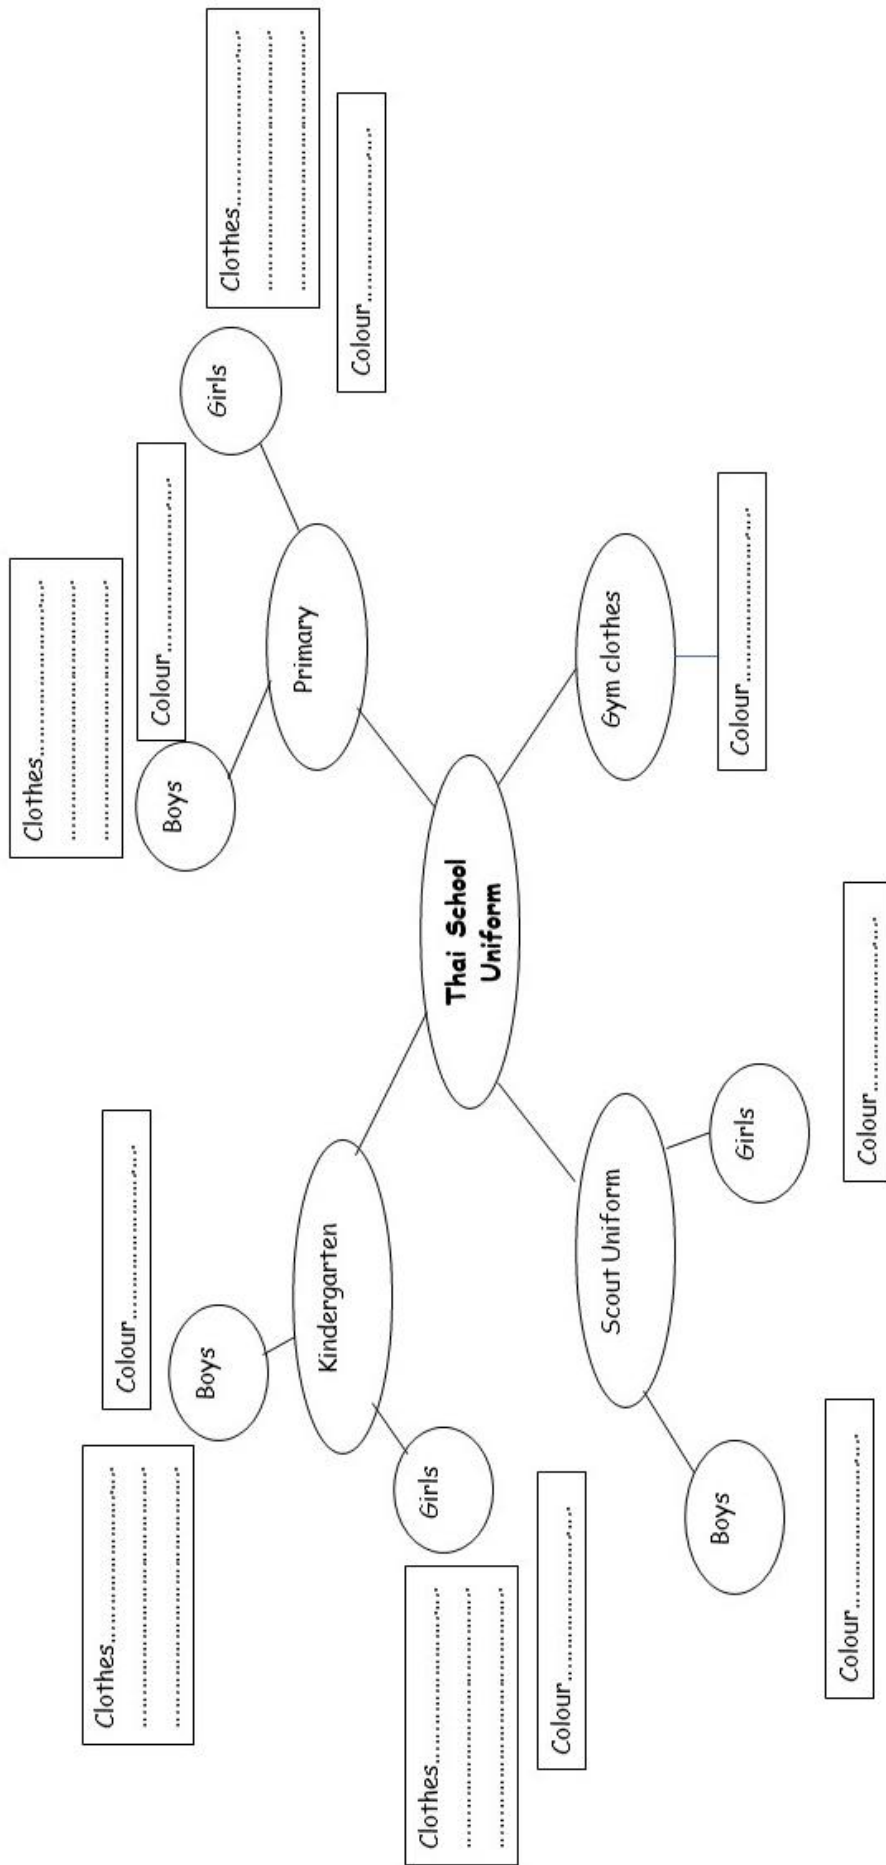 Clothes..............................
..........................................
..........................................
Colour..............................
Boys
Kindergarten
Girls
Clothes..............................
..........................................
..........................................
Colour..............................
Clothes..............................
..........................................
..........................................
Colour..............................
Boys
Primary
Girls
Clothes..............................
..........................................
..........................................
Colour..............................
Thai School
Uniform
Scout Uniform
Boys
Colour..............................
Girls
Colour..............................
Gym clothes
Colour..............................